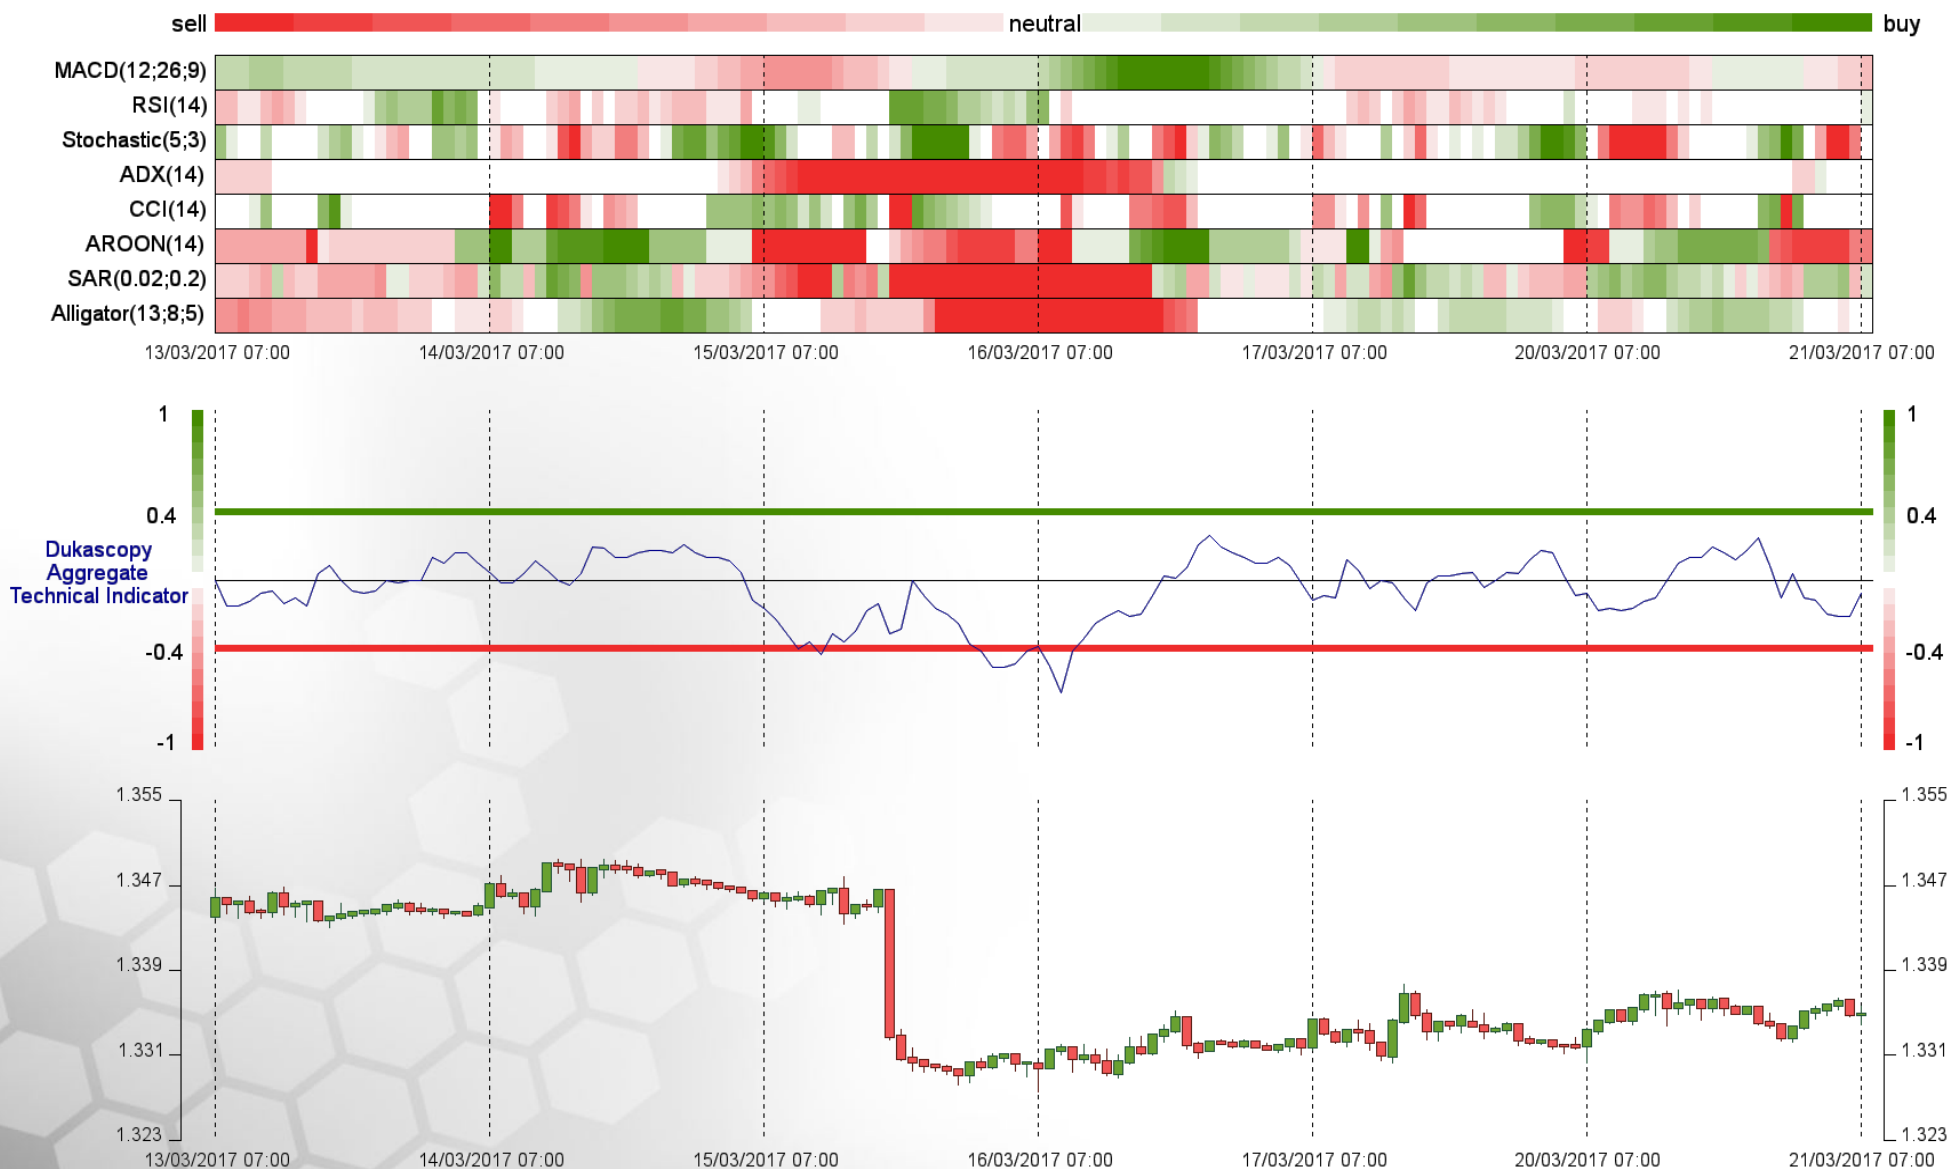 sell neutral buy
MACD(12;26;9)
RSI(14)
Stochastic(5;3)
ADX(14)
CCI(14)
AROON(14)
SAR(0.02;0.2)
Alligator(13;8;5)
13/03/2017 07:00 14/03/2017 07:00 15/03/2017 07:00 16/03/2017 07:00 17/03/2017 07:00 20/03/2017 07:00 21/03/2017 07:00
1 1
0.4 0.4
Dukascopy
Aggregate
Technical Indicator
-0.4 -0.4
-1 -1
1.355 1.355
1.347 1.347
1.339 1.339
1.331 1.331
1.323 1.323
13/03/2017 07:00 14/03/2017 07:00 15/03/2017 07:00 16/03/2017 07:00 17/03/2017 07:00 20/03/2017 07:00 21/03/2017 07:00